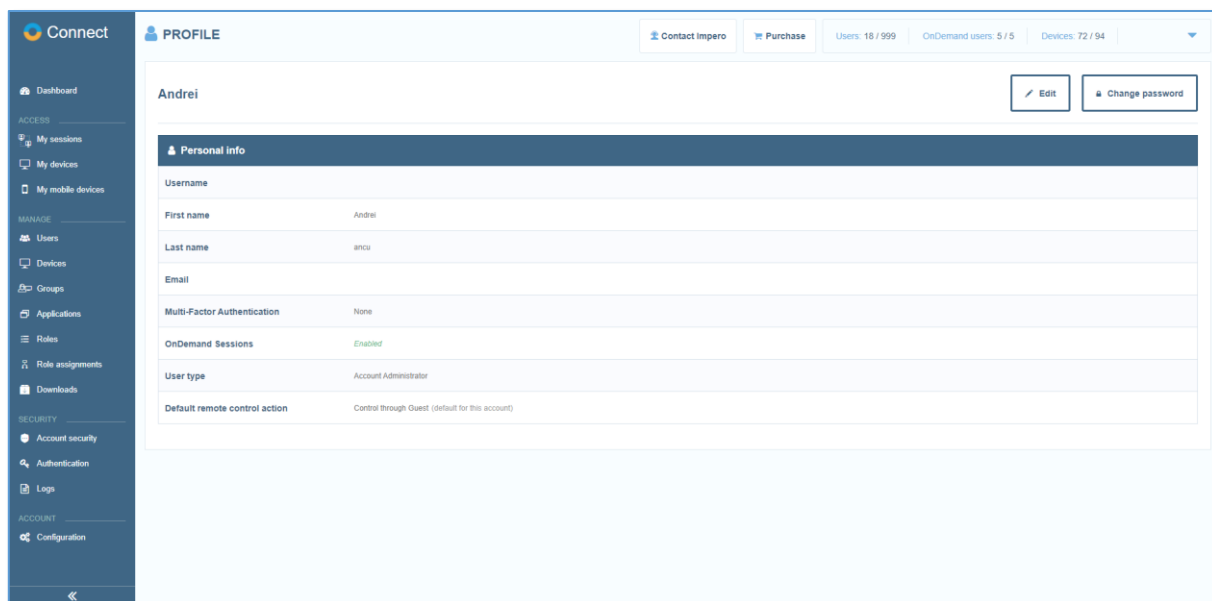 Connect
PROFILE
Contact Impero
Purchase
Users: 18 / 999
OnDemand users: 5 / 5
Devices: 72 / 94
Dashboard
ACCESS
My sessions
My devices
My mobile devices
MANAGE
Users
Devices
Groups
Applications
Roles
Role assignments
Downloads
SECURITY
Account security
Authentication
Logs
ACCOUNT
Configuration
Andrei
Edit
Change password
Personal info
Username
First name Andrei
Last name ancu
Email
Multi-Factor Authentication None
OnDemand Sessions Enabled
User type Account Administrator
Default remote control action Control through Guest (default for this account)